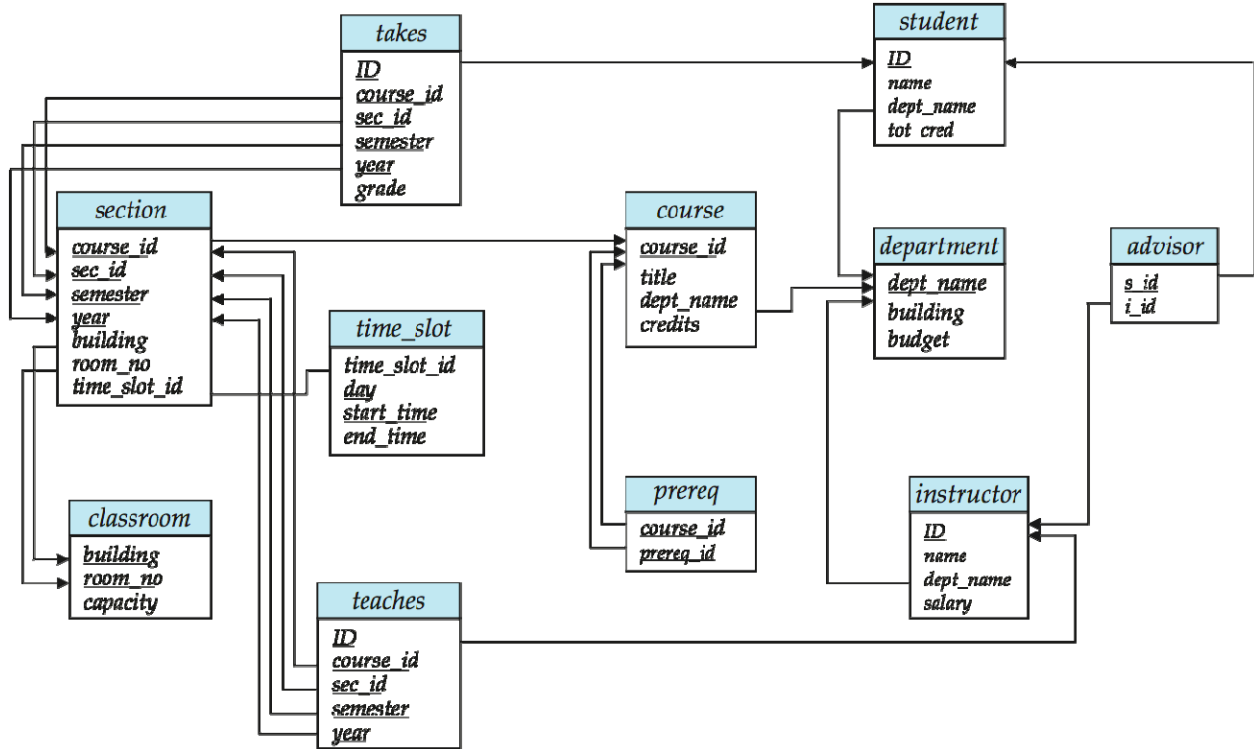 takes
ID
course_id
sec_id
semester
year
grade
student
ID
name
dept_name
tot_cred
section
course_id
sec_id
semester
year
building
room_no
time_slot_id
time_slot
time_slot_id
day
start_time
end_time
course
course_id
title
dept_name
credits
department
dept_name
building
budget
advisor
s_id
i_id
classroom
building
room_no
capacity
prereq
course_id
prereq_id
instructor
ID
name
dept_name
salary
teaches
ID
course_id
sec_id
semester
year